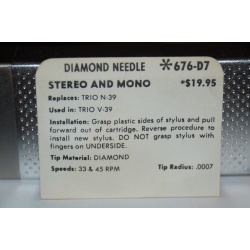 DIAMOND NEEDLE *676-D7
STEREO AND MONO *$19.95
Replaces: TRIO N-39
Used in: TRIO V-39
Installation: Grasp plastic sides of stylus and pull
forward out of cartridge. Reverse procedure to
install new stylus. DO NOT grasp stylus with
fingers on UNDERSIDE.
Tip Material: DIAMOND
Speeds: 33 & 45 RPM Tip Radius: .0007